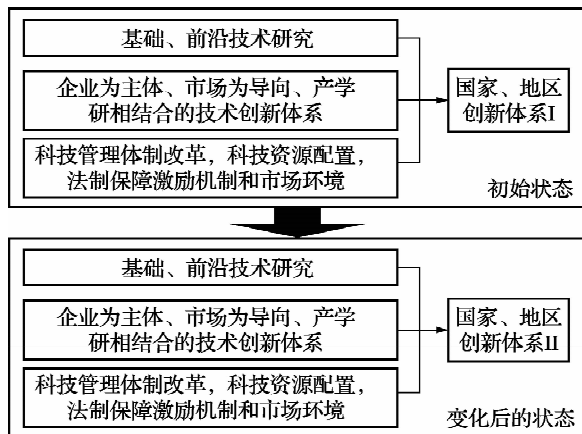 基础、前沿技术研究
企业为主体、市场为导向、产学
研相结合的技术创新体系
科技管理体制改革，科技资源配置，
法制保障激励机制和市场环境
国家、地区
创新体系I
初始状态
基础、前沿技术研究
企业为主体、市场为导向、产学
研相结合的技术创新体系
科技管理体制改革，科技资源配置，
法制保障激励机制和市场环境
国家、地区
创新体系II
变化后的状态